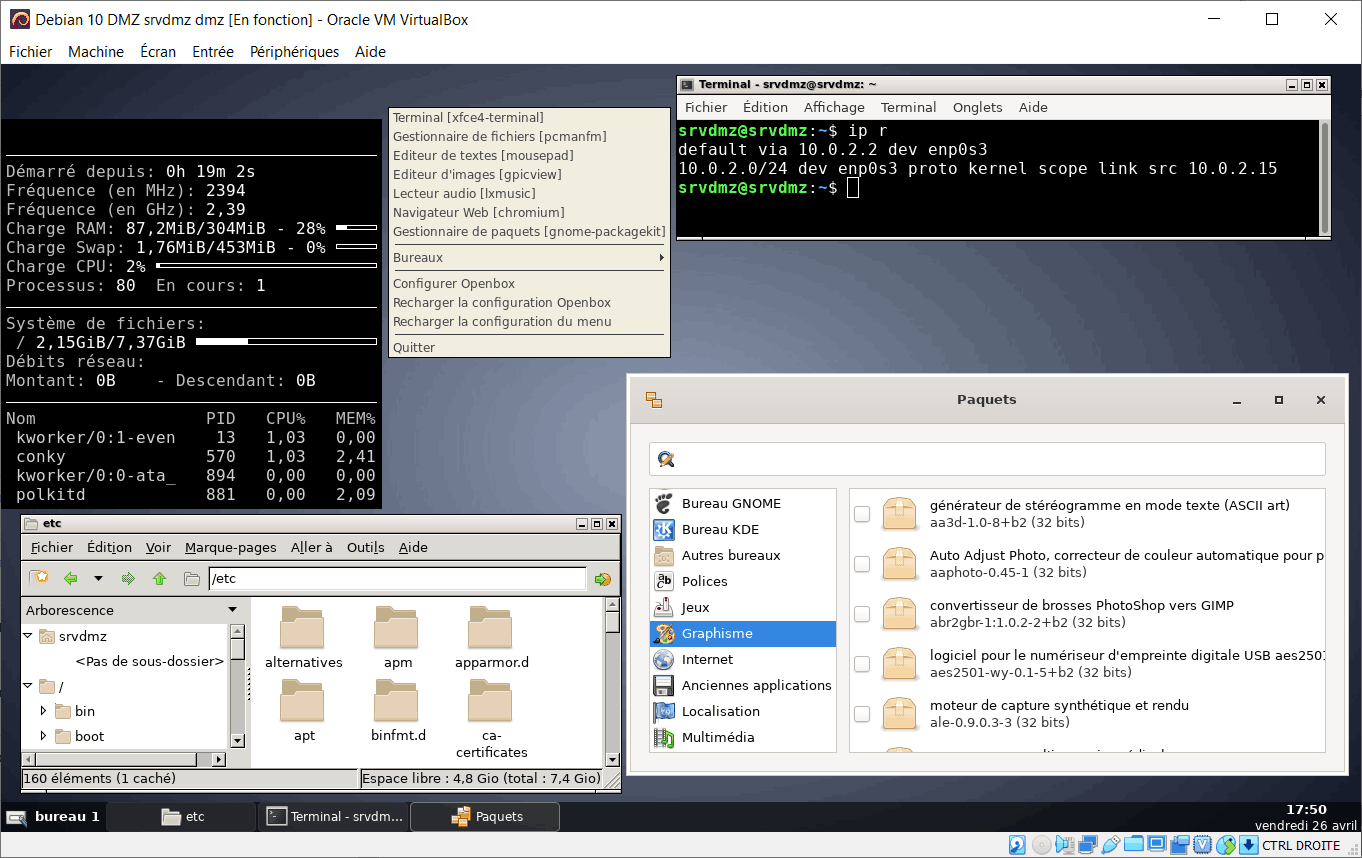 Debian 10 DMZ srvdmz dmz [En fonction] - Oracle VM VirtualBox
Fichier Machine Écran Entrée Périphériques Aide
Démarré depuis: 0h 19m 2s
Fréquence (en MHz): 2394
Fréquence (en GHz): 2,39
Charge RAM: 87,2MiB/304MiB - 28%
Charge Swap: 1,76MiB/453MiB - 0%
Charge CPU: 2%
Processus: 80 En cours: 1
Système de fichiers:
/ 2,15GiB/7,37GiB
Débits réseau:
Montant: 0B - Descendant: 0B
Nom PID CPU% MEM%
kworker/0:1-even 13 1,03 0,00
conky 570 1,03 2,41
kworker/0:0-ata_ 894 0,00 0,00
polkitd 881 0,00 2,09
Terminal [xfce4-terminal]
Gestionnaire de fichiers [pcmanfm]
Editeur de textes [mousepad]
Editeur d'images [gpicview]
Lecteur audio [lxmusic]
Navigateur Web [chromium]
Gestionnaire de paquets [gnome-packagekit]
Bureaux
Configurer Openbox
Recharger la configuration Openbox
Recharger la configuration du menu
Quitter
Terminal - srvdmz@srvdmz: ~
Fichier Édition Affichage Terminal Onglets Aide
srvdmz@srvdmz:~$ ip r
default via 10.0.2.2 dev enp0s3
10.0.2.0/24 dev enp0s3 proto kernel scope link src 10.0.2.15
srvdmz@srvdmz:~$
etc
Fichier Édition Voir Marque-pages Aller à Outils Aide
/etc
Arborescence
srvdmz
<Pas de sous-dossier>
/
bin
boot
alternatives apm apparmor.d
apt binfmt.d ca-
certificates
160 éléments (1 caché) Espace libre : 4,8 Gio (total : 7,4 Gio)
Paquets
Bureau GNOME
Bureau KDE
Autres bureaux
Polices
Jeux
Graphisme
Internet
Anciennes applications
Localisation
Multimédia
générateur de stéréogramme en mode texte (ASCII art)
aa3d-1.0-8+b2 (32 bits)
Auto Adjust Photo, correcteur de couleur automatique pour p
aaphoto-0.45-1 (32 bits)
convertisseur de brosses PhotoShop vers GIMP
abr2gbr-1:1.0.2-2+b2 (32 bits)
logiciel pour le numériseur d'empreinte digitale USB aes2501
aes2501-wy-0.1-5+b2 (32 bits)
moteur de capture synthétique et rendu
ale-0.9.0.3-3 (32 bits)
bureau 1 etc Terminal - srvdm... Paquets
17:50
vendredi 26 avril
CTRL DROITE